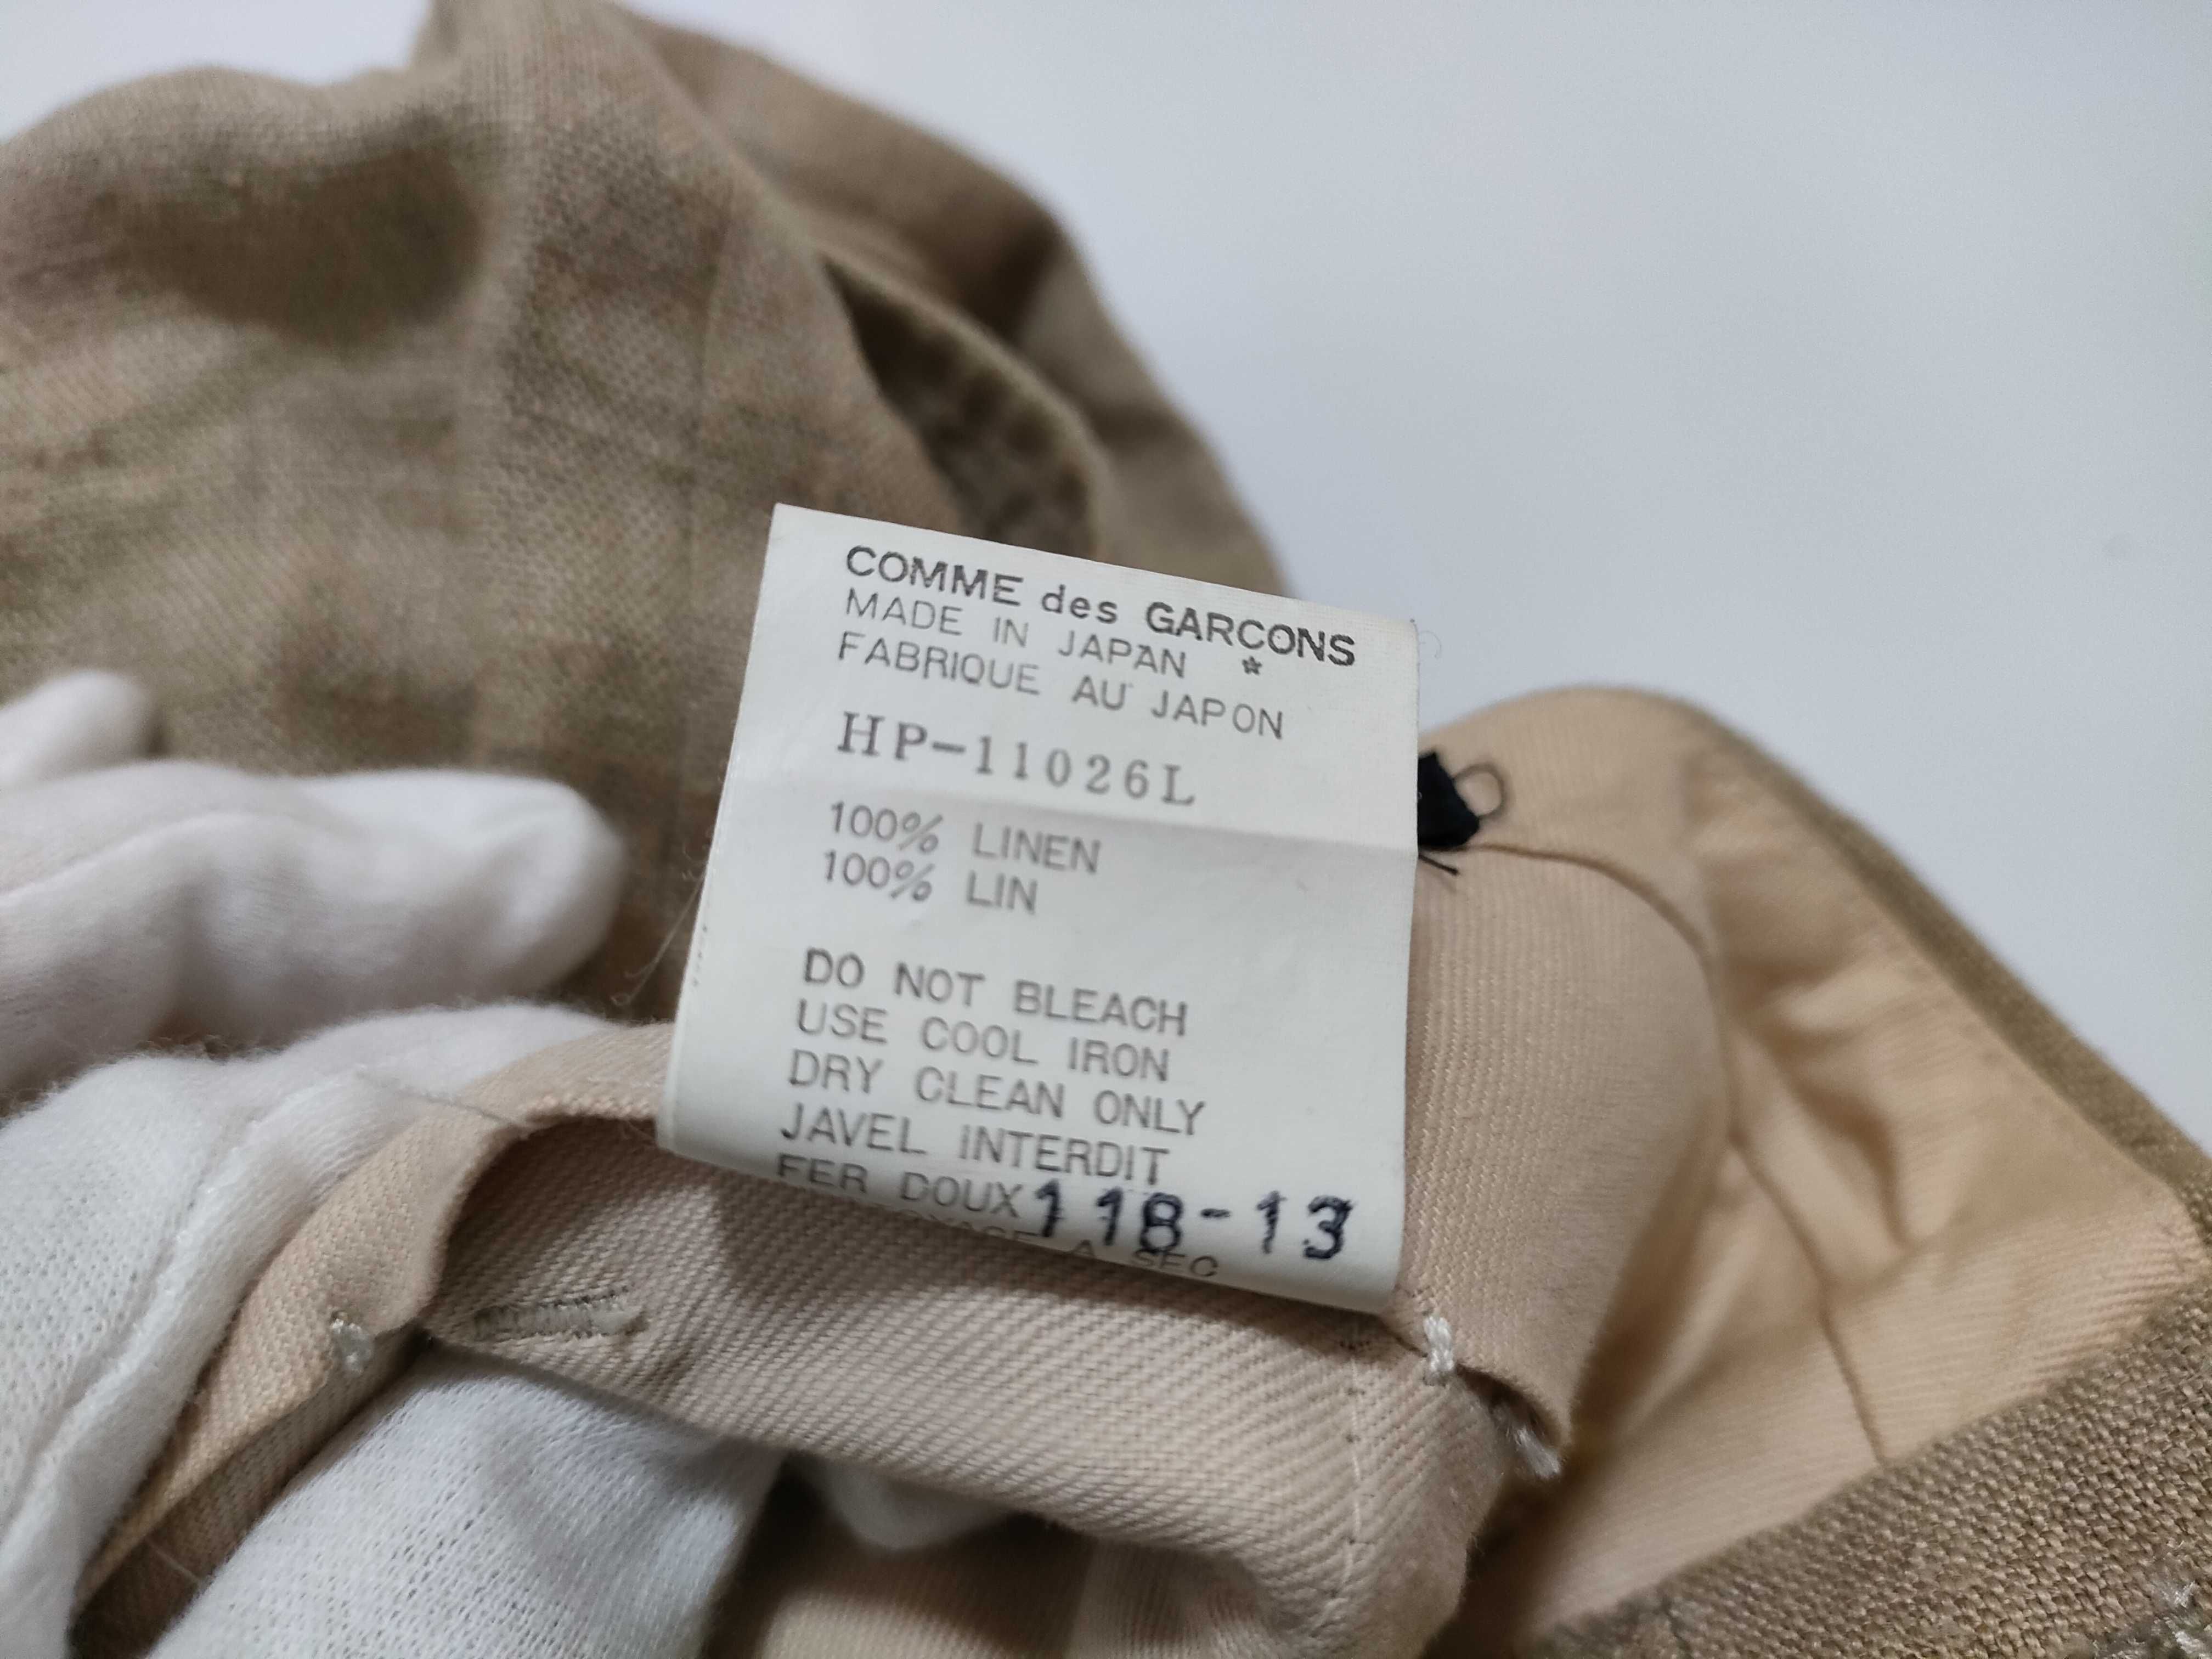 COMME des GARCONS
MADE IN JAPAN *
FABRIQUE AU JAPON
HP-11026L
100% LINEN
100% LIN
DO NOT BLEACH
USE COOL IRON
DRY CLEAN ONLY
JAVEL INTERDIT
FER DOUX
118-13
A SEC